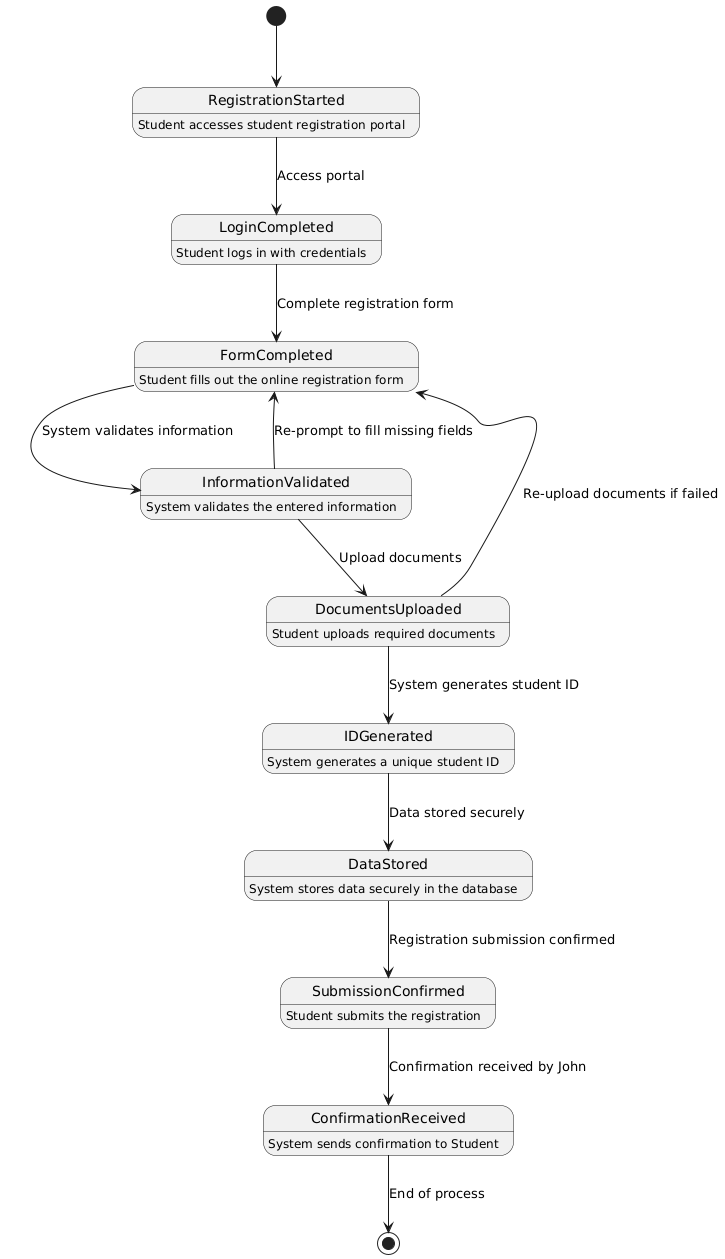 RegistrationStarted
Student accesses student registration portal
Access portal
LoginCompleted
Student logs in with credentials
Complete registration form
FormCompleted
Student fills out the online registration form
System validates information
Re-prompt to fill missing fields
InformationValidated
System validates the entered information
Re-upload documents if failed
Upload documents
DocumentsUploaded
Student uploads required documents
System generates student ID
IDGenerated
System generates a unique student ID
Data stored securely
DataStored
System stores data securely in the database
Registration submission confirmed
SubmissionConfirmed
Student submits the registration
Confirmation received by John
ConfirmationReceived
System sends confirmation to Student
End of process